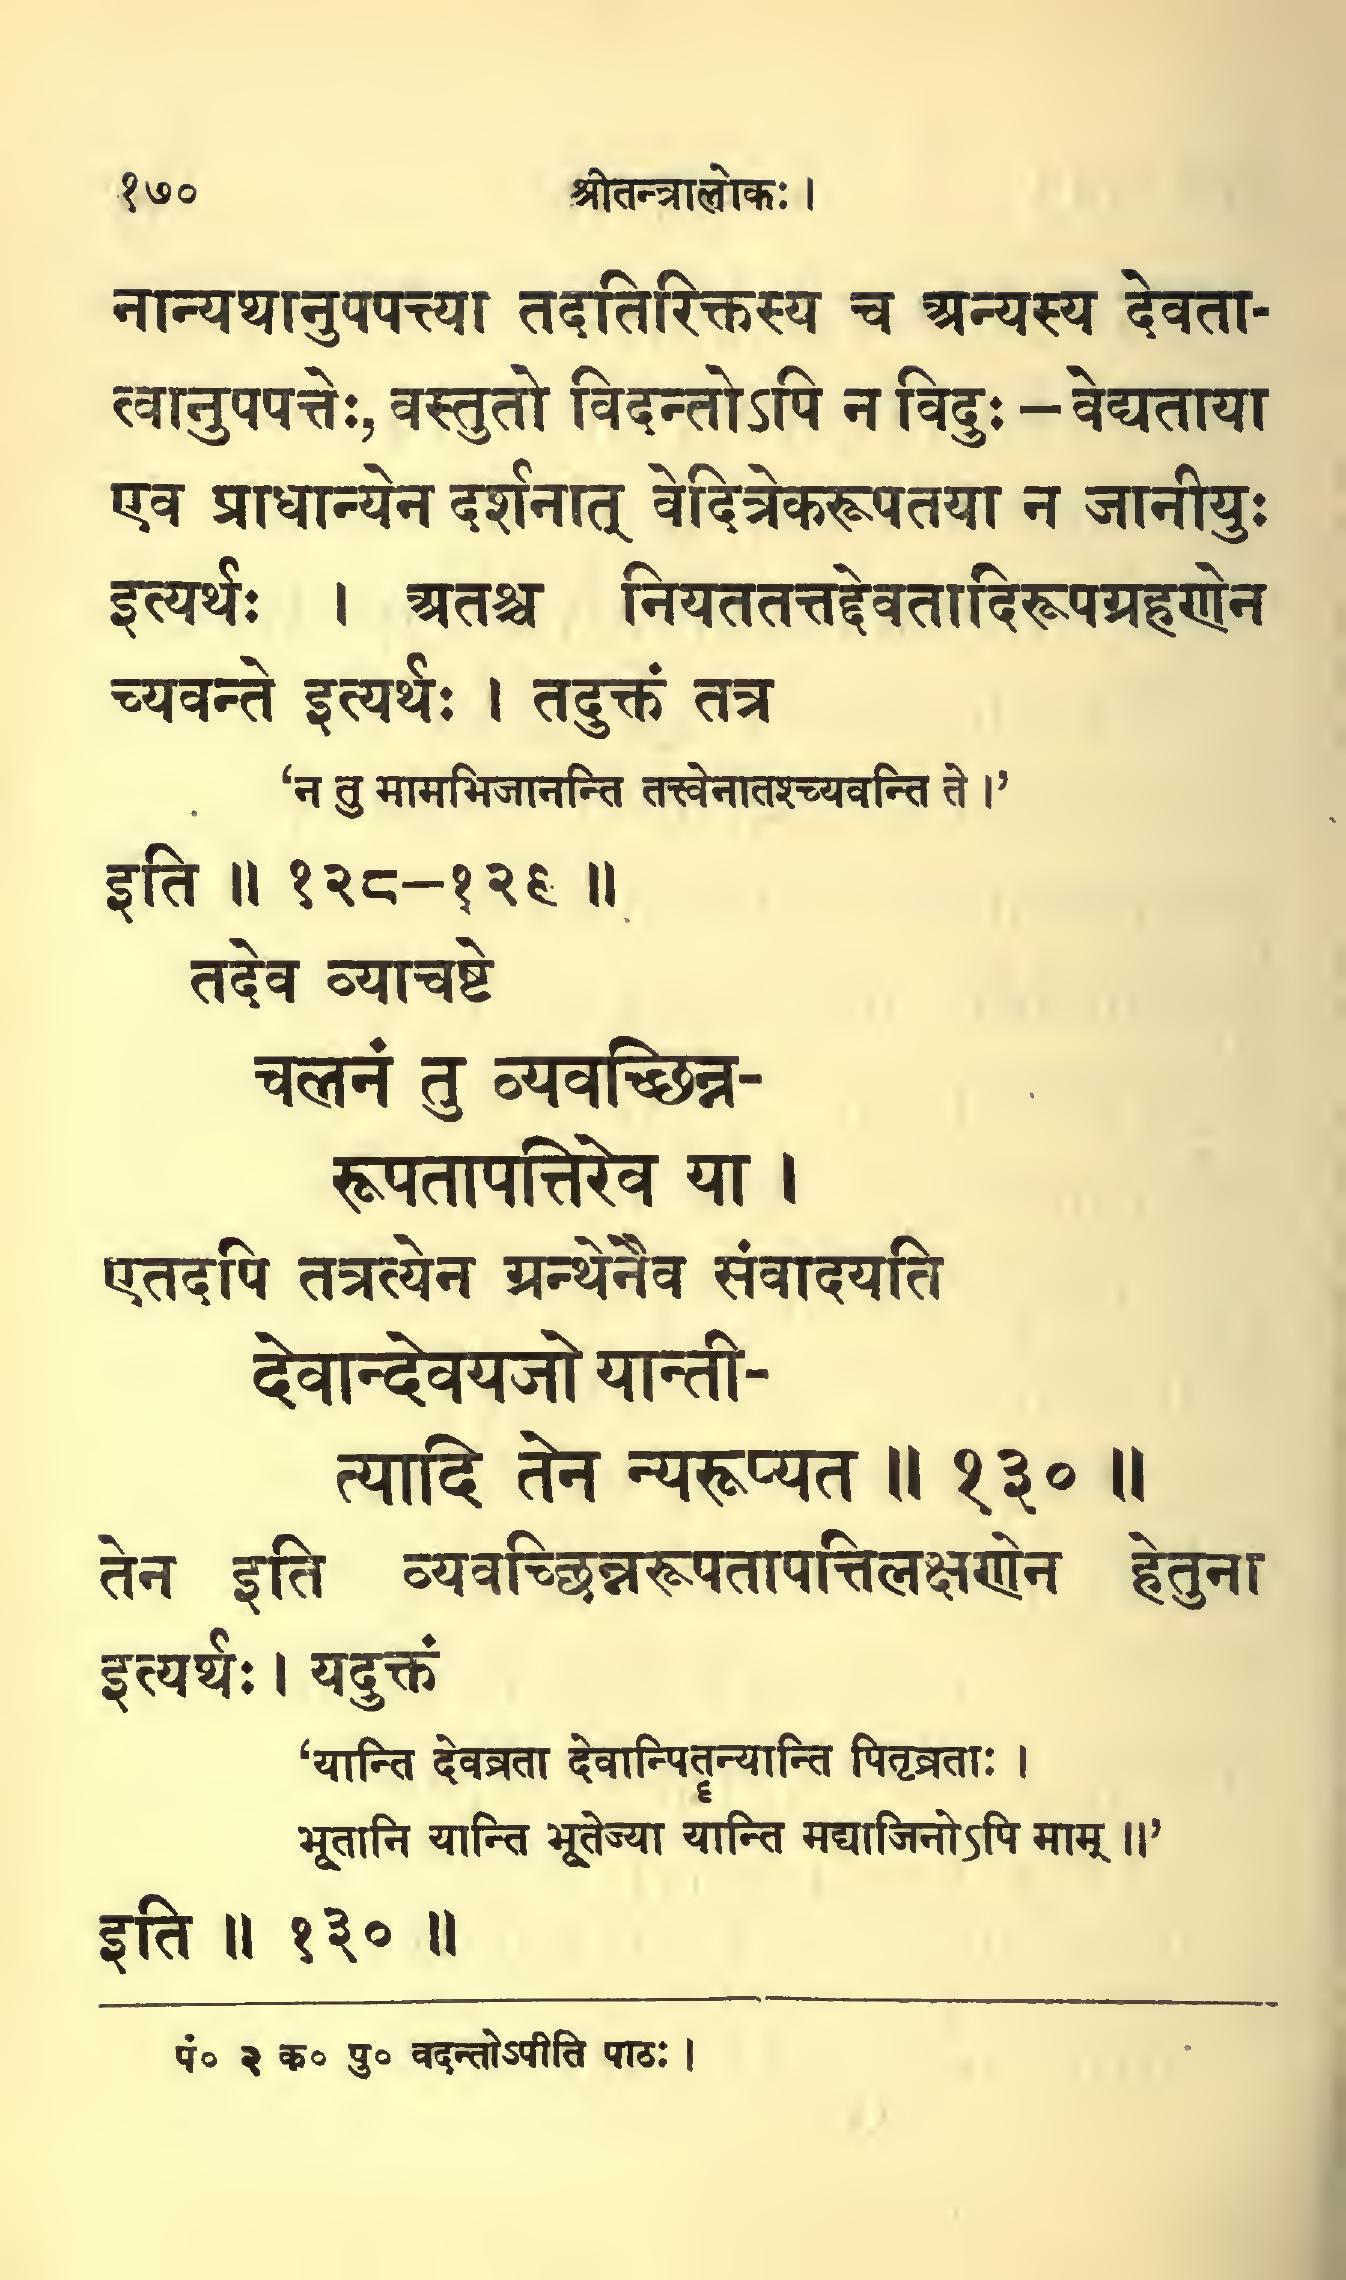 १७० श्रीतन्त्रालोकः ।
नान्यथानुपपत्त्या तदतिरिक्तस्य च अन्यस्य देवता-
त्वानुपपत्तेः, वस्तुतो विदन्तोऽपि न विदुः – वेद्यताया
एव प्राधान्येन दर्शनात् वेदित्रेकरूपतया न जानीयुः
इत्यर्थः । अतश्च नियततत्तद्देवतादिरूपग्रहणेन
च्यवन्ते इत्यर्थः । तदुक्तं तत्र
‘न तु मामभिजानन्ति तत्त्वेनातश्च्यवन्ति ते ।’
इति ॥ १२८–१२९ ॥
तदेव व्याचष्टे
चलनं तु व्यवच्छिन्न-
रूपतापत्तिरेव या ।
एतदपि तत्रत्येन ग्रन्थेनैव संवादयति
देवान्देवयजो यान्ती-
त्यादि तेन न्यरूप्यत ॥ १३० ॥
तेन इति व्यवच्छिन्नरूपतापत्तिलक्षणेन हेतुना
इत्यर्थः । यदुक्तं
‘यान्ति देवव्रता देवान्पितॄन्यान्ति पितृव्रताः ।
भूतानि यान्ति भूतेज्या यान्ति मद्याजिनोऽपि माम् ॥’
इति ॥ १३० ॥
पं० २ क० पु० वदन्तोऽपीति पाठः ।